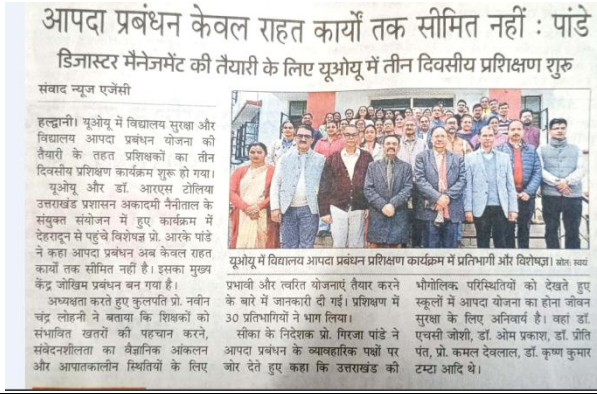 आपदा प्रबंधन केवल राहत कार्यों तक सीमित नहीं : पांडे
डिजास्टर मैनेजमेंट की तैयारी के लिए यूओयू में तीन दिवसीय प्रशिक्षण शुरू
संवाद न्यूज एजेंसी
हल्द्वानी। यूओयू में विद्यालय सुरक्षा और
विद्यालय आपदा प्रबंधन योजना की
तैयारी के तहत प्रशिक्षकों का तीन
दिवसीय प्रशिक्षण कार्यक्रम शुरू हो गया।
यूओयू और डॉ. आरएस टोलिया
उत्तराखंड प्रशासन अकादमी नैनीताल के
संयुक्त संयोजन में हुए कार्यक्रम में
देहरादून से पहुंचे विशेषज्ञ प्रो. आरके पांडे
ने कहा आपदा प्रबंधन अब केवल राहत
कार्यों तक सीमित नहीं है। इसका मुख्य
केंद्र जोखिम प्रबंधन बन गया है।
अध्यक्षता करते हुए कुलपति प्रो. नवीन
चंद्र लोहनी ने बताया कि शिक्षकों को
संभावित खतरों की पहचान करने,
संवेदनशीलता का वैज्ञानिक आंकलन
और आपातकालीन स्थितियों के लिए
यूओयू में विद्यालय आपदा प्रबंधन प्रशिक्षण कार्यक्रम में प्रतिभागी और विशेषज्ञ। स्रोत: स्वयं
प्रभावी और त्वरित योजनाएं तैयार करने
के बारे में जानकारी दी गई। प्रशिक्षण में
30 प्रतिभागियों ने भाग लिया।
सीका के निदेशक प्रो. गिरजा पांडे ने
आपदा प्रबंधन के व्यावहारिक पक्षों पर
जोर देते हुए कहा कि उत्तराखंड की
भौगोलिक परिस्थितियों को देखते हुए
स्कूलों में आपदा योजना का होना जीवन
सुरक्षा के लिए अनिवार्य है। वहां डॉ.
एचसी जोशी, डॉ. ओम प्रकाश, डॉ. प्रीति
पंत, प्रो. कमल देवलाल, डॉ. कृष्ण कुमार
टम्टा आदि थे।